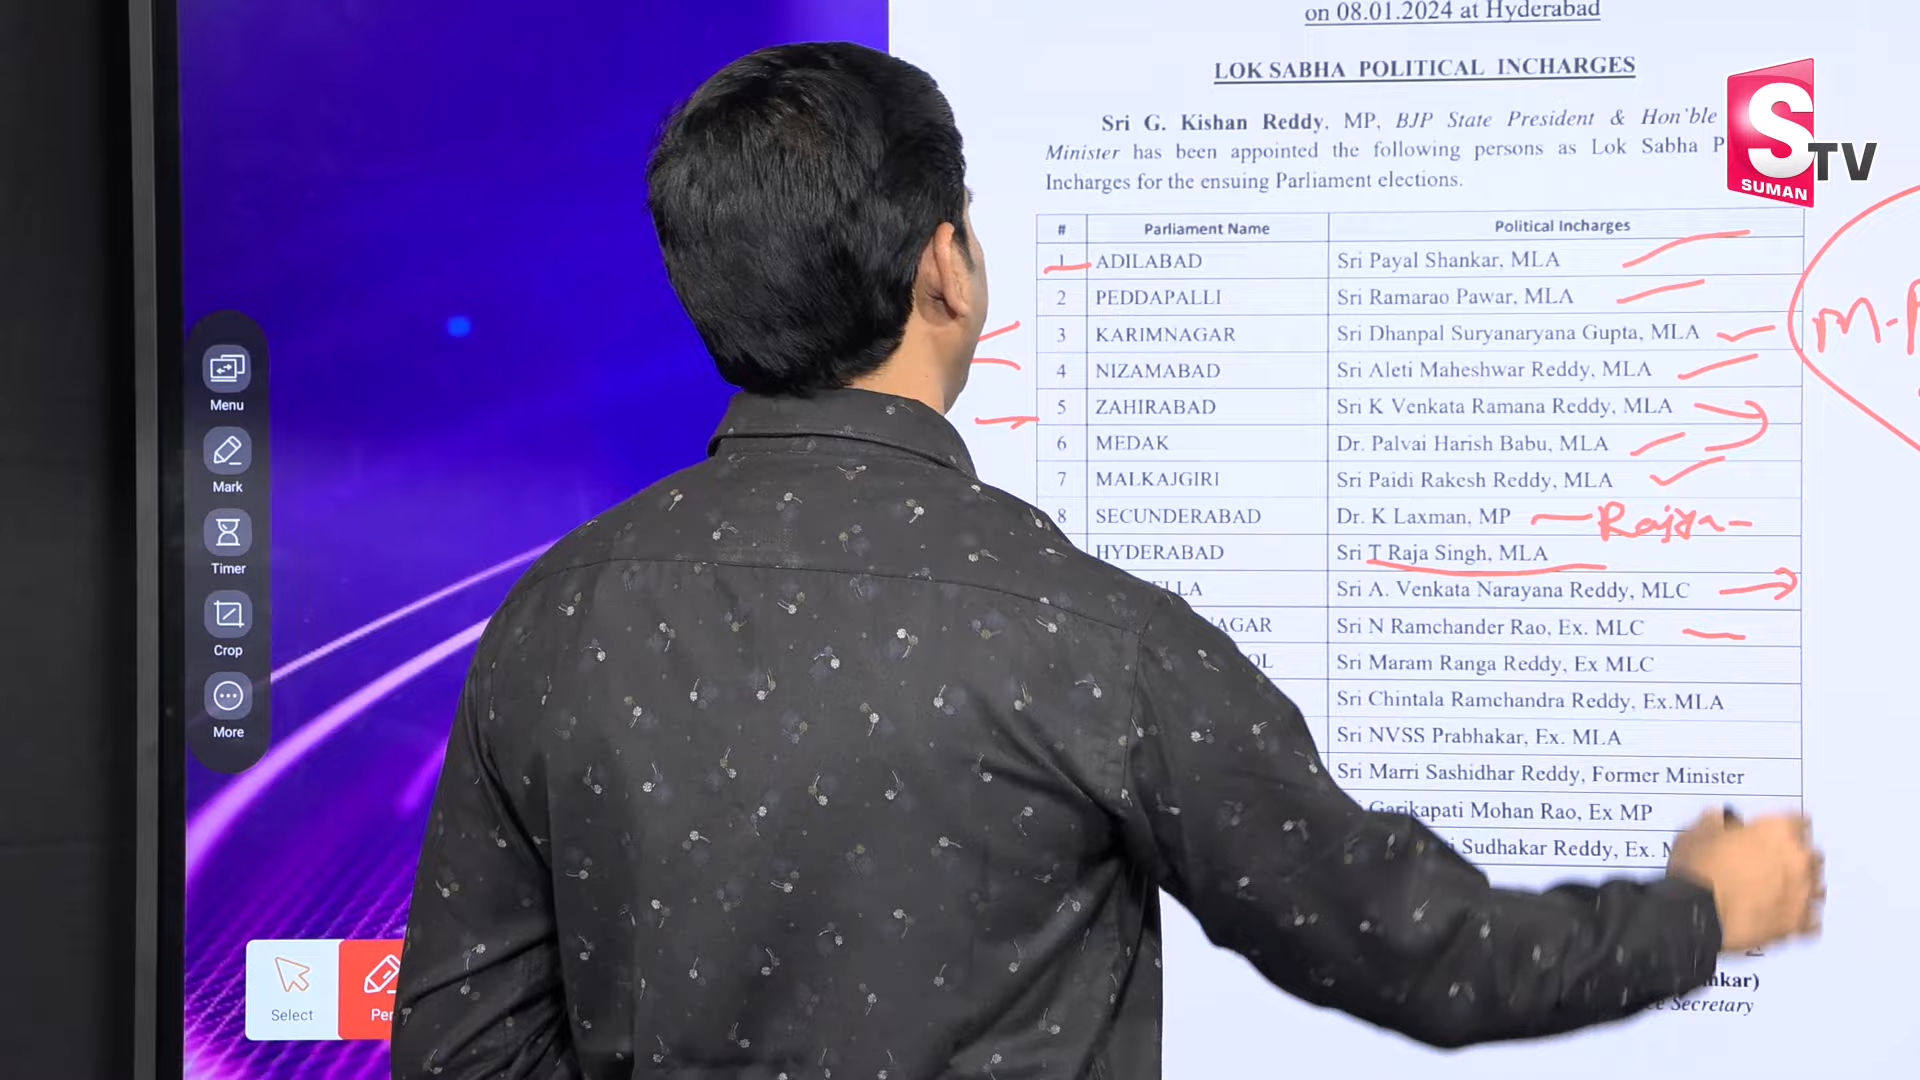 on 08.01.2024 at Hyderabad
LOK SABHA POLITICAL INCHARGES
Sri G. Kishan Reddy, MP, BJP State President & Hon'ble
Minister has been appointed the following persons as Lok Sabha
Incharges for the ensuing Parliament elections.
# Parliament Name Political Incharges
1 ADILABAD Sri Payal Shankar, MLA
2 PEDDAPALLI Sri Ramarao Pawar, MLA
3 KARIMNAGAR Sri Dhanpal Suryanaryana Gupta, MLA
4 NIZAMABAD Sri Aleti Maheshwar Reddy, MLA
5 ZAHIRABAD Sri K Venkata Ramana Reddy, MLA
6 MEDAK Dr. Palvai Harish Babu, MLA
7 MALKAJGIRI Sri Paidi Rakesh Reddy, MLA
8 SECUNDERABAD Dr. K Laxman, MP
HYDERABAD Sri T Raja Singh, MLA
Sri A. Venkata Narayana Reddy, MLC
Sri N Ramchander Rao, Ex. MLC
Sri Maram Ranga Reddy, Ex MLC
Sri Chintala Ramchandra Reddy, Ex.MLA
Sri NVSS Prabhakar, Ex. MLA
Sri Marri Sashidhar Reddy, Former Minister
Garikapati Mohan Rao, Ex MP
Sudhakar Reddy, Ex.
Secretary
S
TV
SUMAN
Menu
Mark
Timer
Crop
More
Select